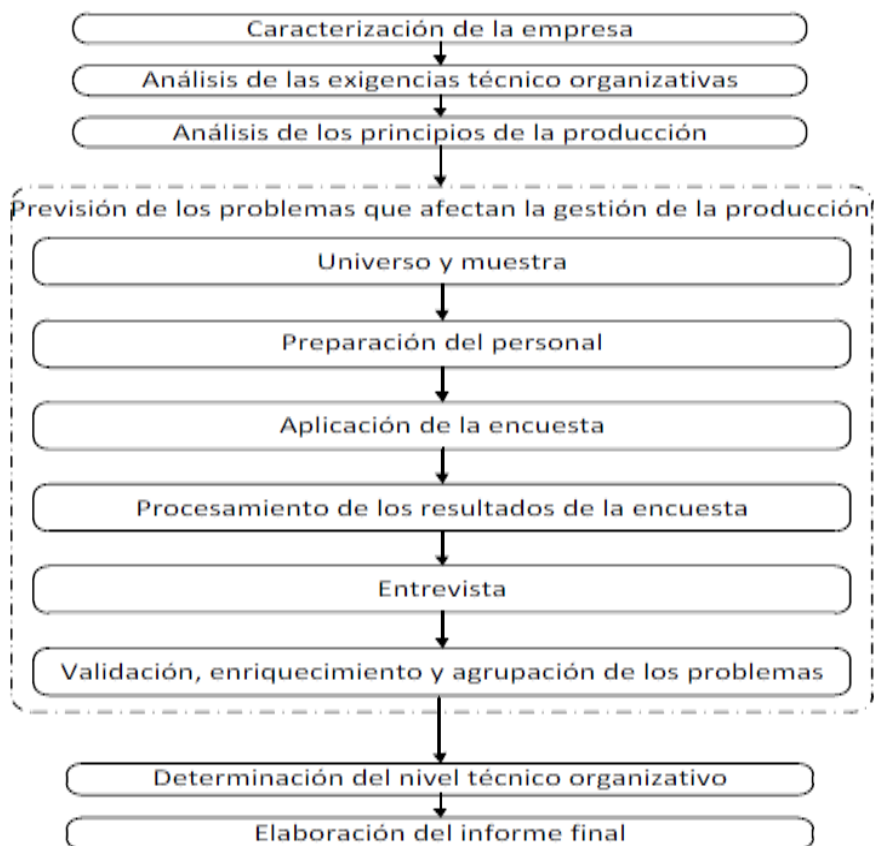 Caracterización de la empresa
Análisis de las exigencias técnico organizativas
Análisis de los principios de la producción
Previsión de los problemas que afectan la gestión de la producción
Universo y muestra
Preparación del personal
Aplicación de la encuesta
Procesamiento de los resultados de la encuesta
Entrevista
Validación, enriquecimiento y agrupación de los problemas
Determinación del nivel técnico organizativo
Elaboración del informe final